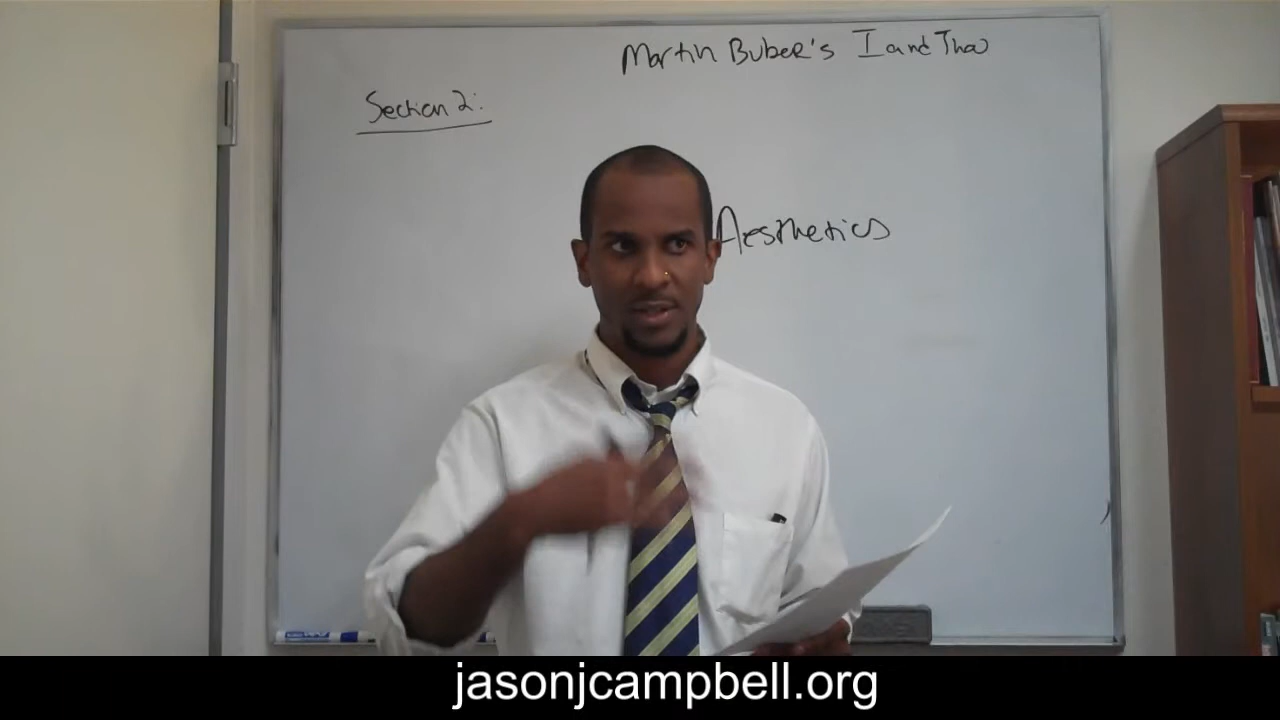 Martin Buber's I and Thou
Section 2:
Aesthetics
jasonjcampbell.org